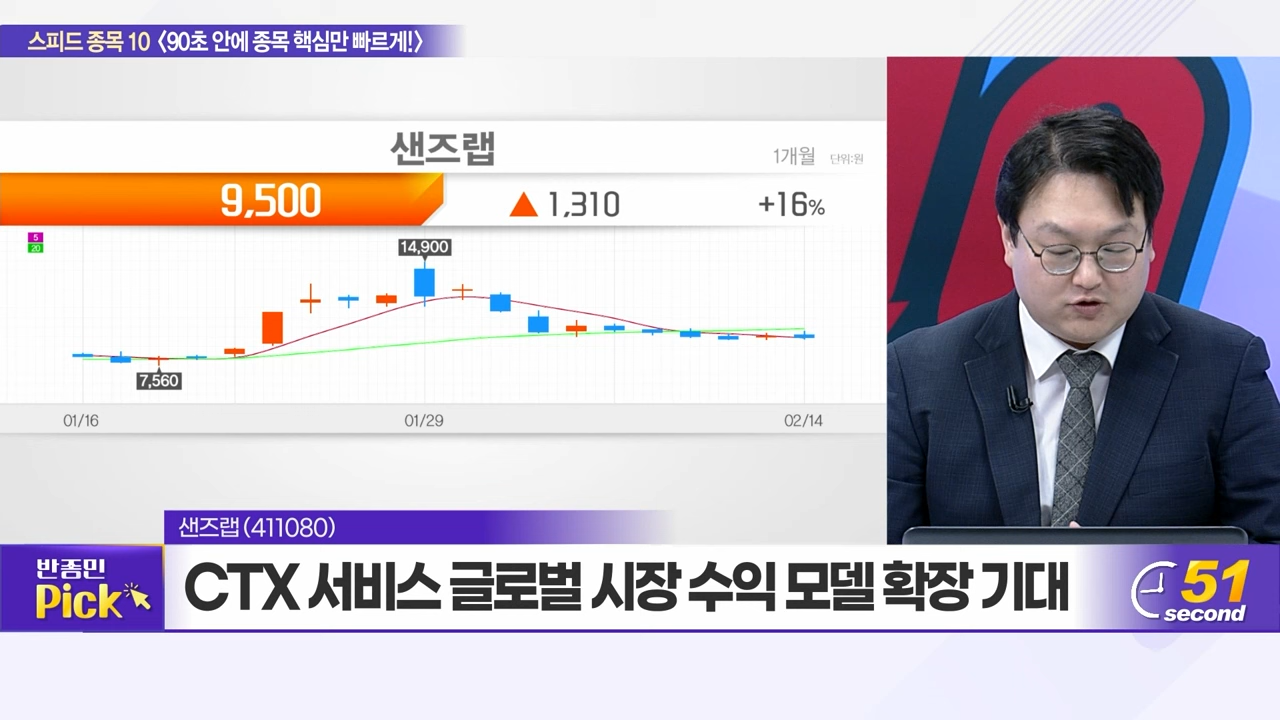 스피드 종목 10 <90초 안에 종목 핵심만 빠르게!>
샌즈랩
1개월 단위:원
9,500 ▲ 1,310 +16%
5
20
14,900
7,560
01/16 01/29 02/14
샌즈랩(411080)
반종민
Pick
CTX 서비스 글로벌 시장 수익 모델 확장 기대
51
second